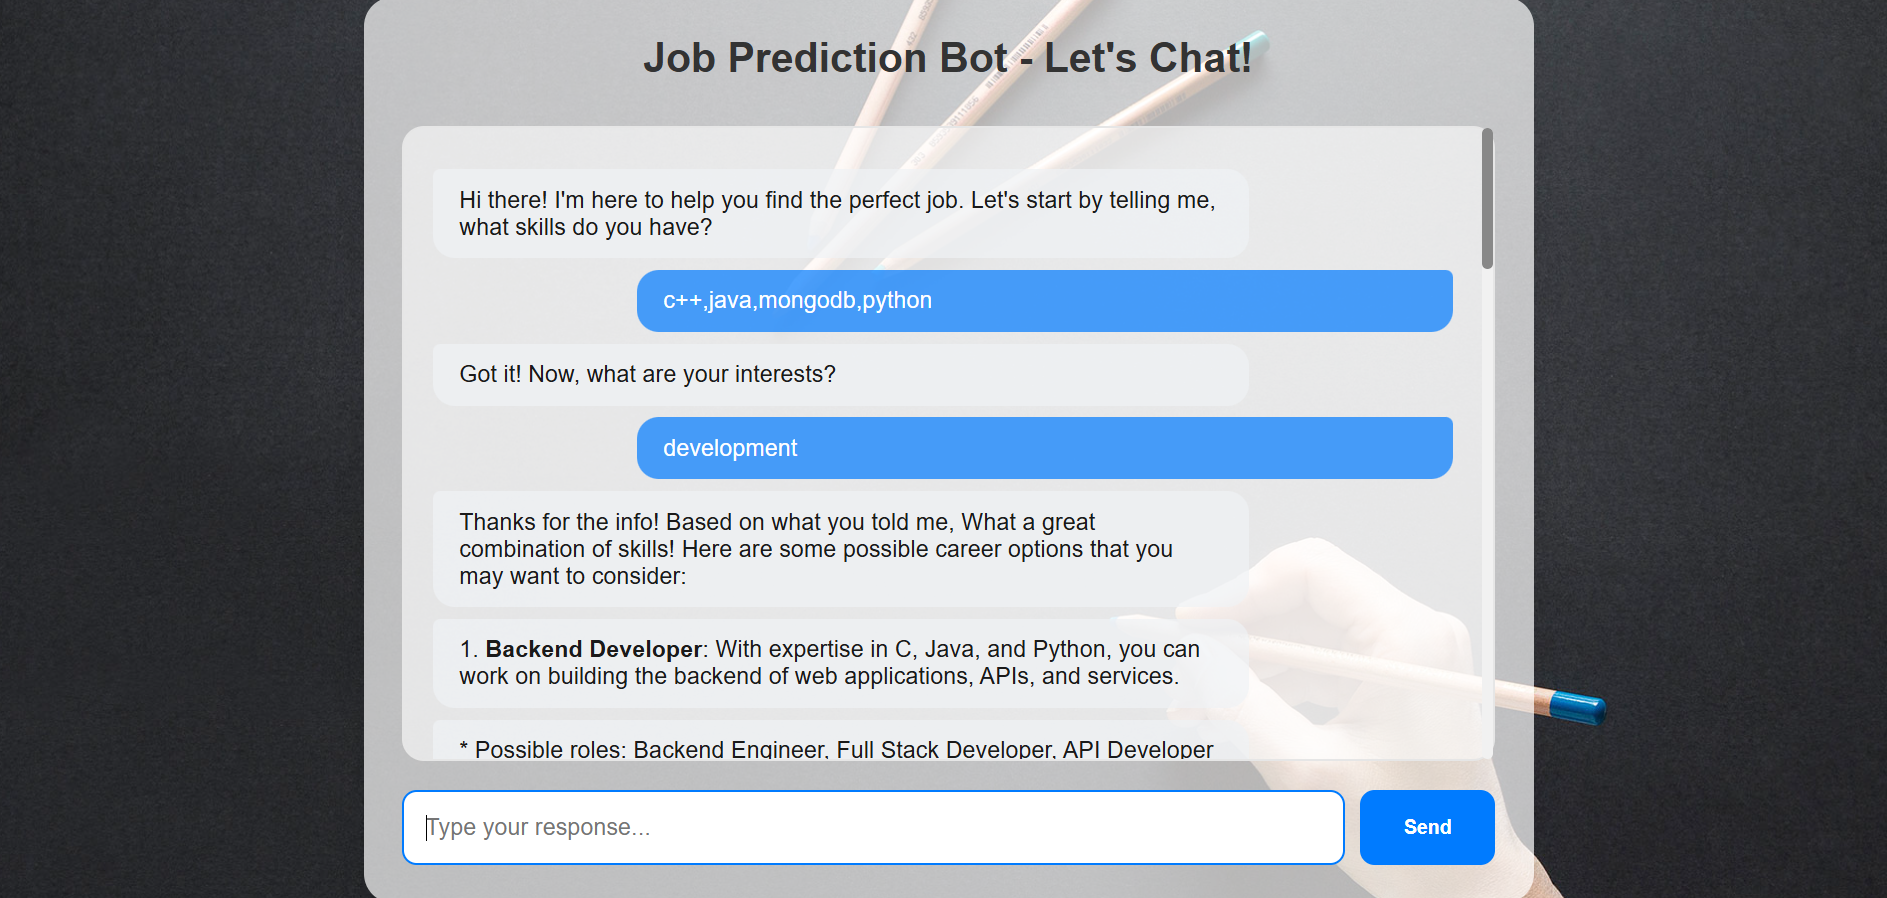 Job Prediction Bot - Let's Chat!
Hi there! I'm here to help you find the perfect job. Let's start by telling me,
what skills do you have?
c++,java,mongodb,python
Got it! Now, what are your interests?
development
Thanks for the info! Based on what you told me, What a great
combination of skills! Here are some possible career options that you
may want to consider:
1. Backend Developer: With expertise in C, Java, and Python, you can
work on building the backend of web applications, APIs, and services.
* Possible roles: Backend Engineer, Full Stack Developer, API Developer
Type your response...
Send